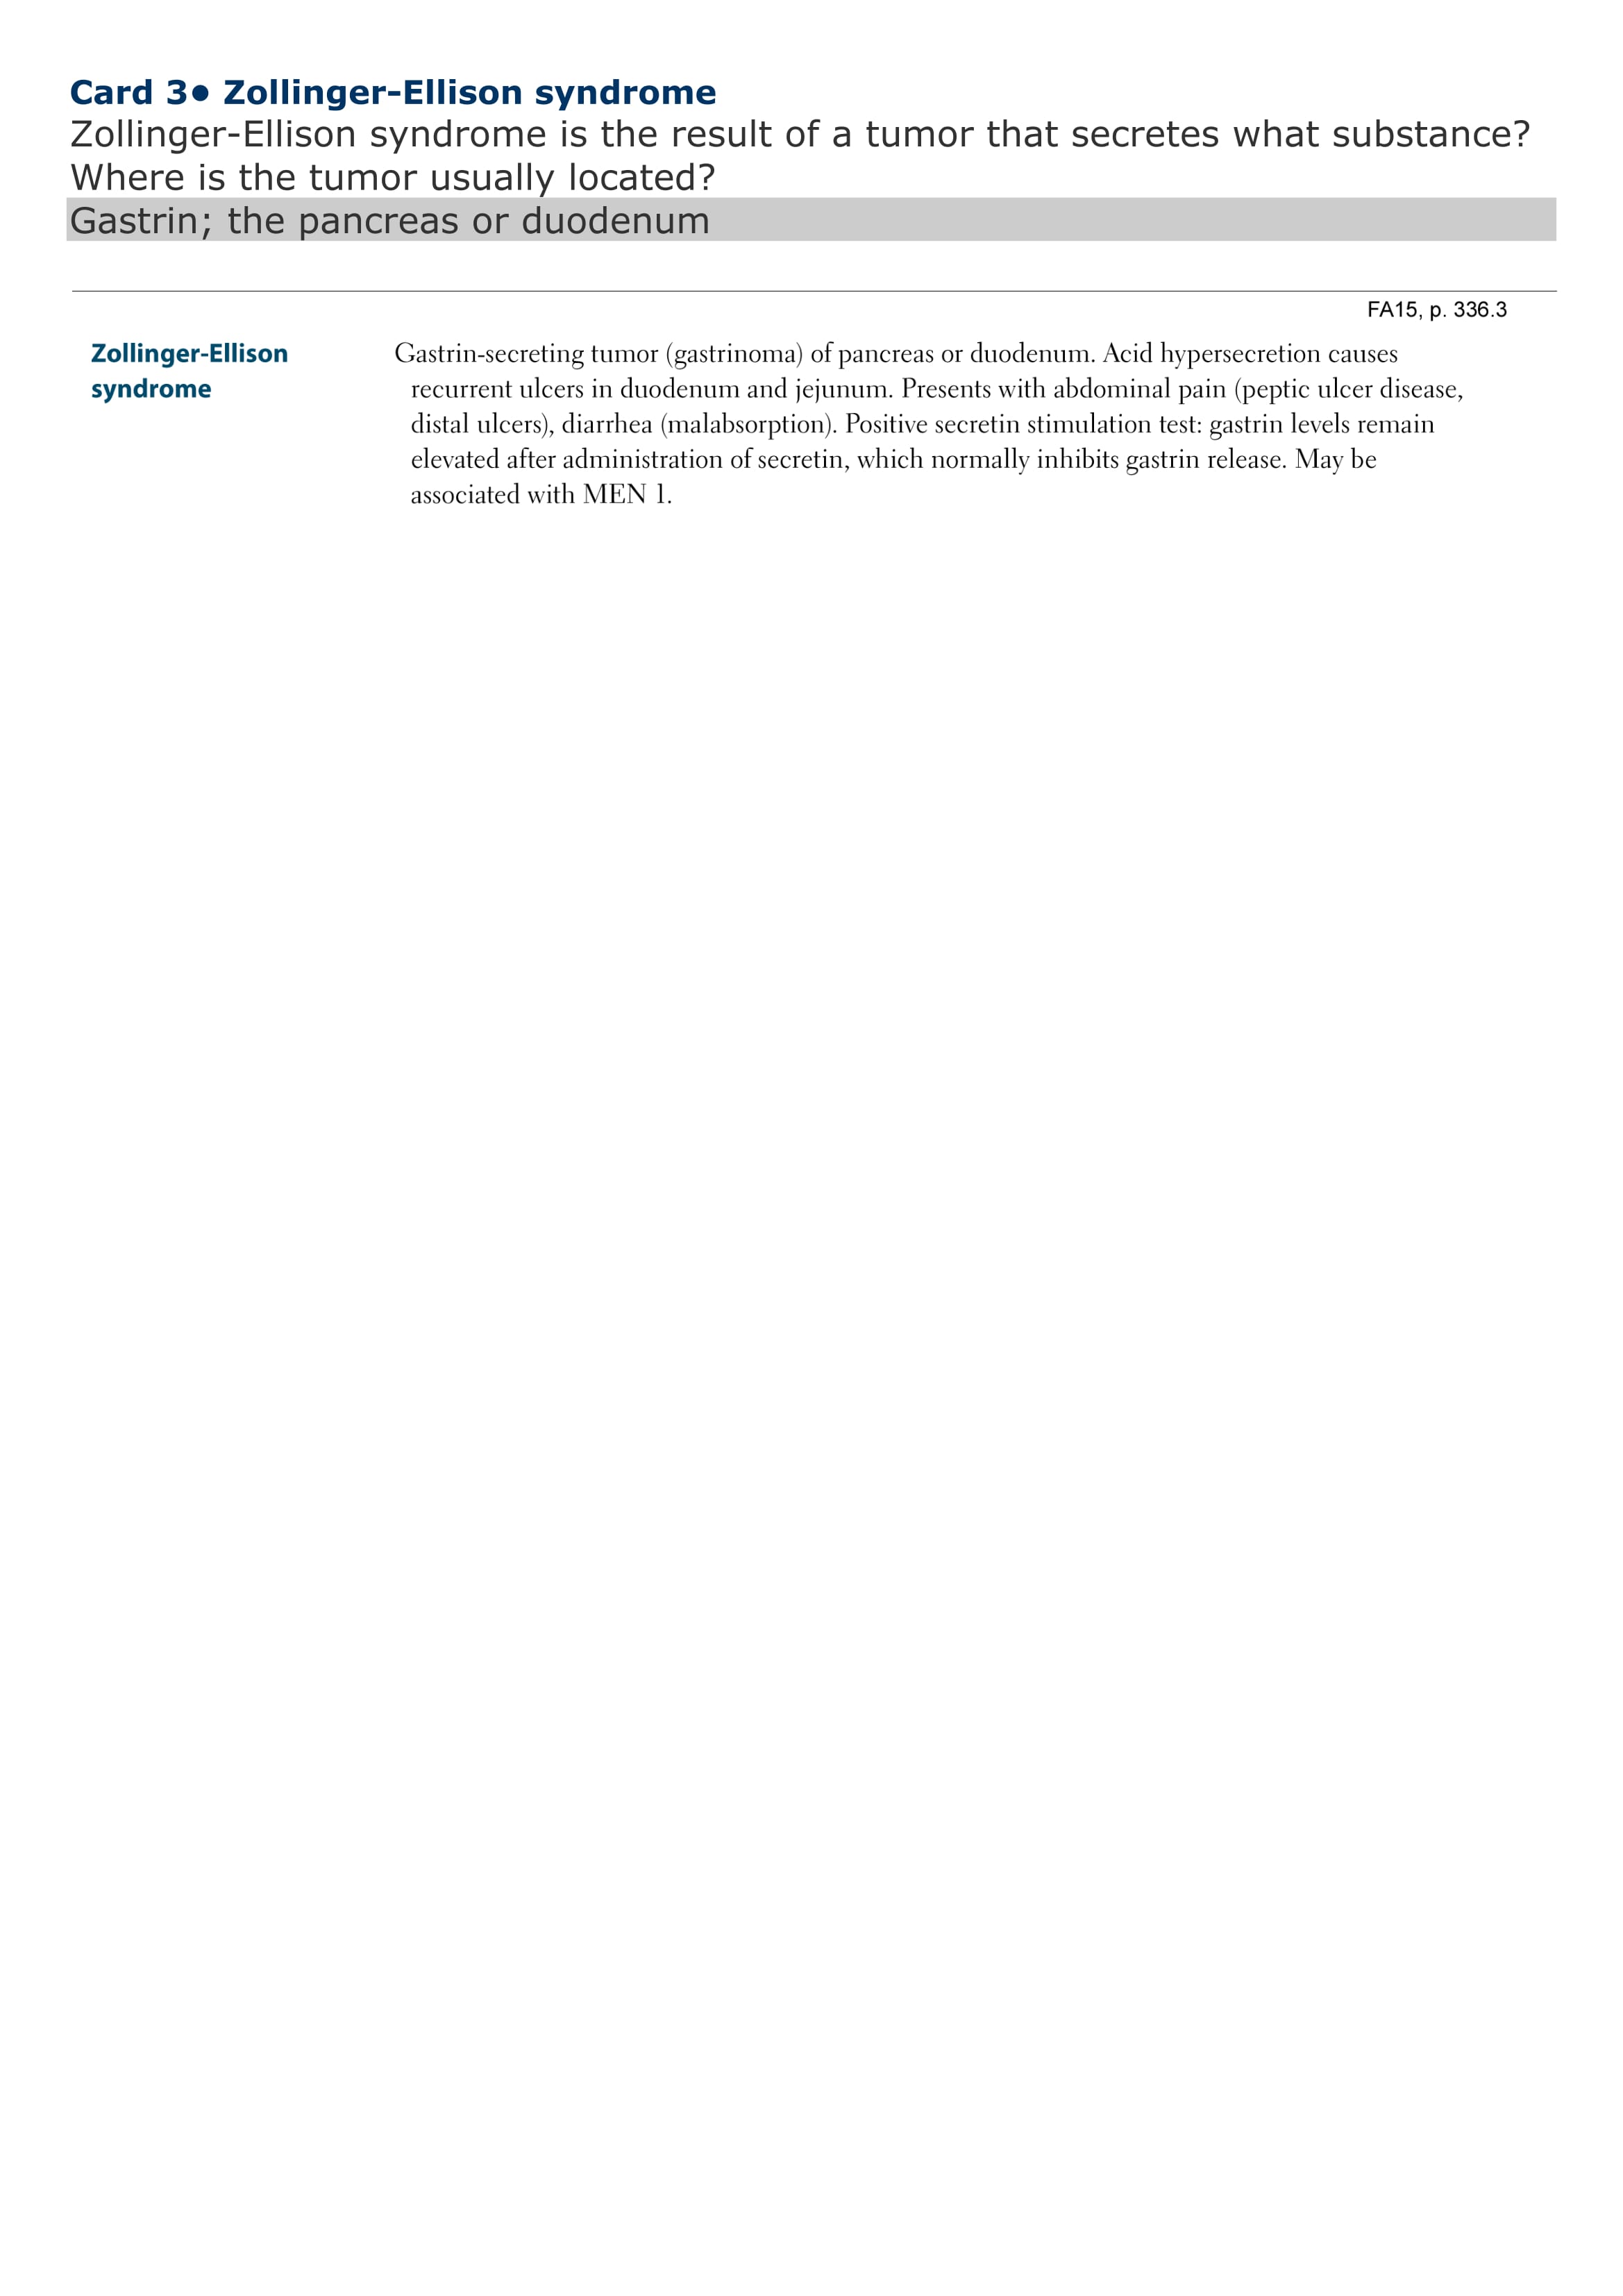 Card 3● Zollinger-Ellison syndrome
Zollinger-Ellison syndrome is the result of a tumor that secretes what substance?
Where is the tumor usually located?
Gastrin; the pancreas or duodenum
FA15, p. 336.3
Zollinger-Ellison
syndrome
Gastrin-secreting tumor (gastrinoma) of pancreas or duodenum. Acid hypersecretion causes
recurrent ulcers in duodenum and jejunum. Presents with abdominal pain (peptic ulcer disease,
distal ulcers), diarrhea (malabsorption). Positive secretin stimulation test: gastrin levels remain
elevated after administration of secretin, which normally inhibits gastrin release. May be
associated with MEN 1.